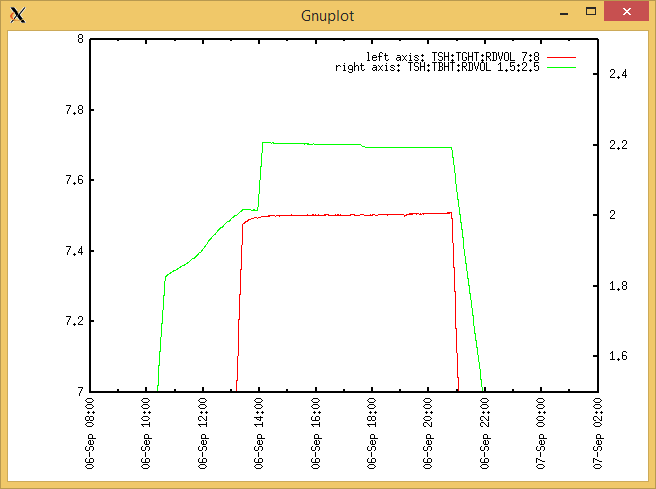 Gnuplot
left axis: TSH:TGHT:RDVOL 7:8
right axis: TSH:TBHT:RDVOL 1.5:2.5
8
7.8
7.6
7.4
7.2
7
2.4
2.2
2
1.8
1.6
06-Sep 08:00
06-Sep 10:00
06-Sep 12:00
06-Sep 14:00
06-Sep 16:00
06-Sep 18:00
06-Sep 20:00
06-Sep 22:00
07-Sep 00:00
07-Sep 02:00